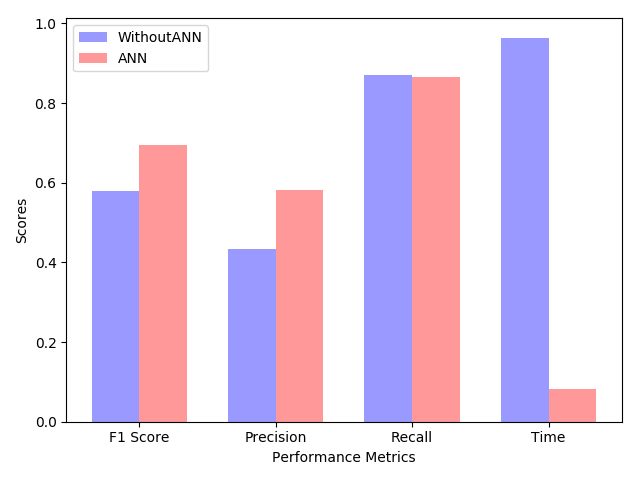 WithoutANN
ANN
Scores
1.0
0.8
0.6
0.4
0.2
0.0
F1 Score Precision Recall Time
Performance Metrics